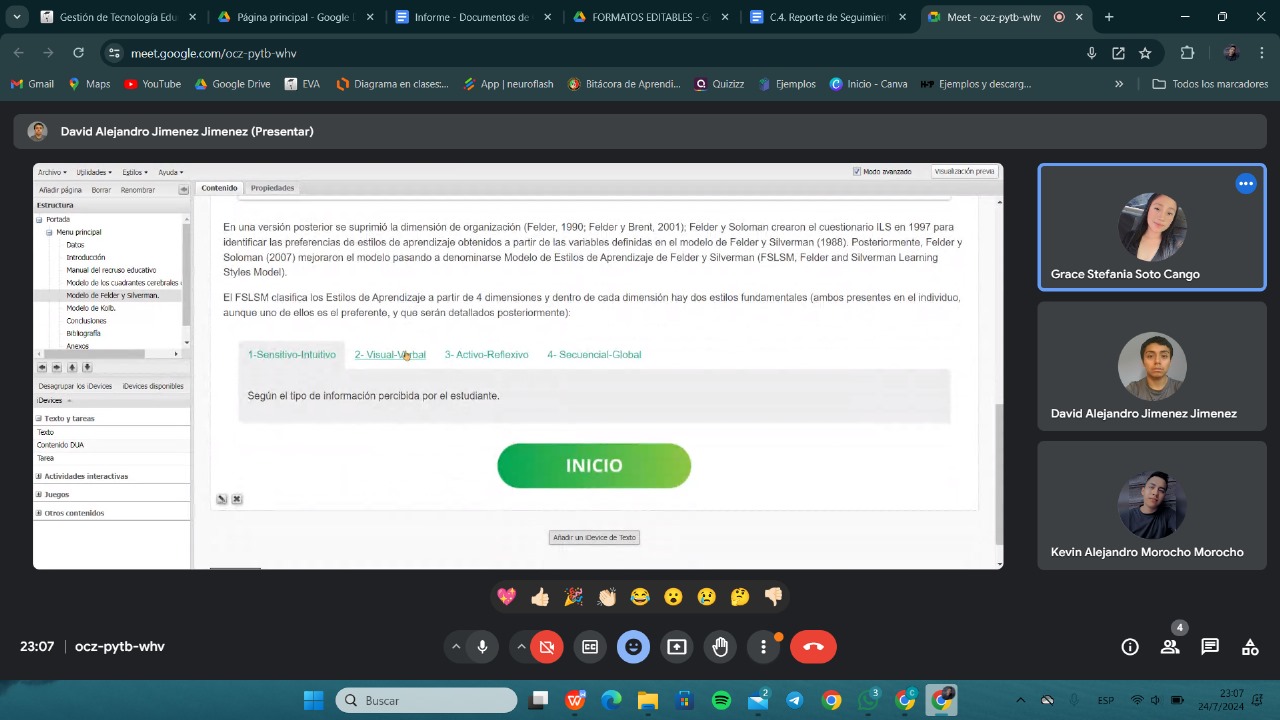 Gestión de Tecnología Edu
Página principal - Google
Informe - Documentos de
FORMATOS EDITABLES - G
C.4. Reporte de Seguimien
Meet - ocz-pytb-whv
meet.google.com/ocz-pytb-whv
Gmail
Maps
YouTube
Google Drive
EVA
Diagrama en clases:...
App | neuroflash
Bitácora de Aprendi...
Quizizz
Ejemplos
Inicio - Canva
Ejemplos y descarg...
Todos los marcadores
David Alejandro Jimenez Jimenez (Presentar)
Archivo
Utilidades
Estilos
Ayuda
Modo avanzado
Visualización previa
Añadir página
Borrar
Renombrar
Contenido
Propiedades
Estructura
Portada
Menu principal
Datos
Introducción
Manual del recruso educativo
Modelo de los cuadrantes cerebrales
Modelo de Felder y Silverman.
Modelo de Kolb.
Conclusiones
Bibliografía
Anexos
Desagrupar los iDevices
iDevices disponibles
iDevices
Texto y tareas
Texto
Contenido DUA
Tarea
Actividades interactivas
Juegos
Otros contenidos
En una versión posterior se suprimió la dimensión de organización (Felder, 1990; Felder y Brent, 2001); Felder y Soloman crearon el cuestionario ILS en 1997 para
identificar las preferencias de estilos de aprendizaje obtenidos a partir de las variables definidas en el modelo de Felder y Silverman (1988). Posteriormente, Felder y
Soloman (2007) mejoraron el modelo pasando a denominarse Modelo de Estilos de Aprendizaje de Felder y Silverman (FSLSM, Felder and Silverman Learning
Styles Model).
El FSLSM clasifica los Estilos de Aprendizaje a partir de 4 dimensiones y dentro de cada dimensión hay dos estilos fundamentales (ambos presentes en el individuo,
aunque uno de ellos es el preferente, y que serán detallados posteriormente):
1-Sensitivo-Intuitivo
2- Visual-Verbal
3- Activo-Reflexivo
4- Secuencial-Global
Según el tipo de información percibida por el estudiante.
INICIO
Añadir un iDevice de Texto
Grace Stefania Soto Cango
David Alejandro Jimenez Jimenez
Kevin Alejandro Morocho Morocho
23:07 | ocz-pytb-whv
4
Buscar
2
3
ESP
23:07
24/7/2024